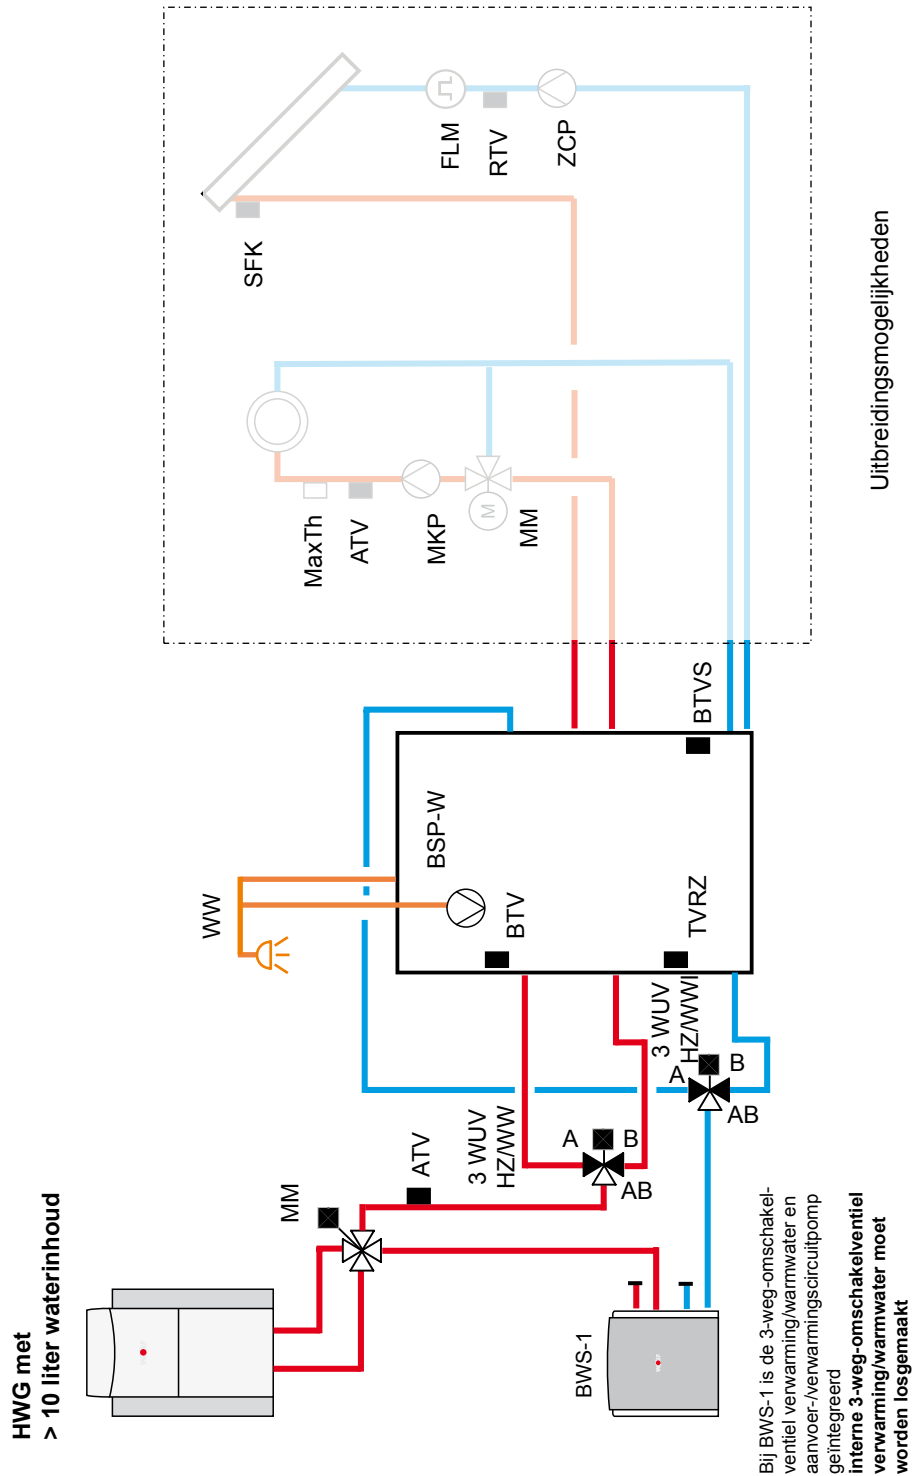 HWG met
> 10 liter waterinhoud
MM
ATV
3 WUV
HZ/WW
A
B
AB
3 WUV
HZ/WWI
A
B
AB
BWS-1
Bij BWS-1 is de 3-weg-omschakel-
ventiel verwarming/warmwater en
aanvoer-/verwarmingscircuitpomp
geïntegreerd
interne 3-weg-omschakelventiel
verwarming/warmwater moet
worden losgemaakt
WW
BSP-W
BTV
TVRZ
BTVS
MaxTh
ATV
MKP
MM
M
SFK
FLM
RTV
ZCP
Uitbreidingsmogelijkheden